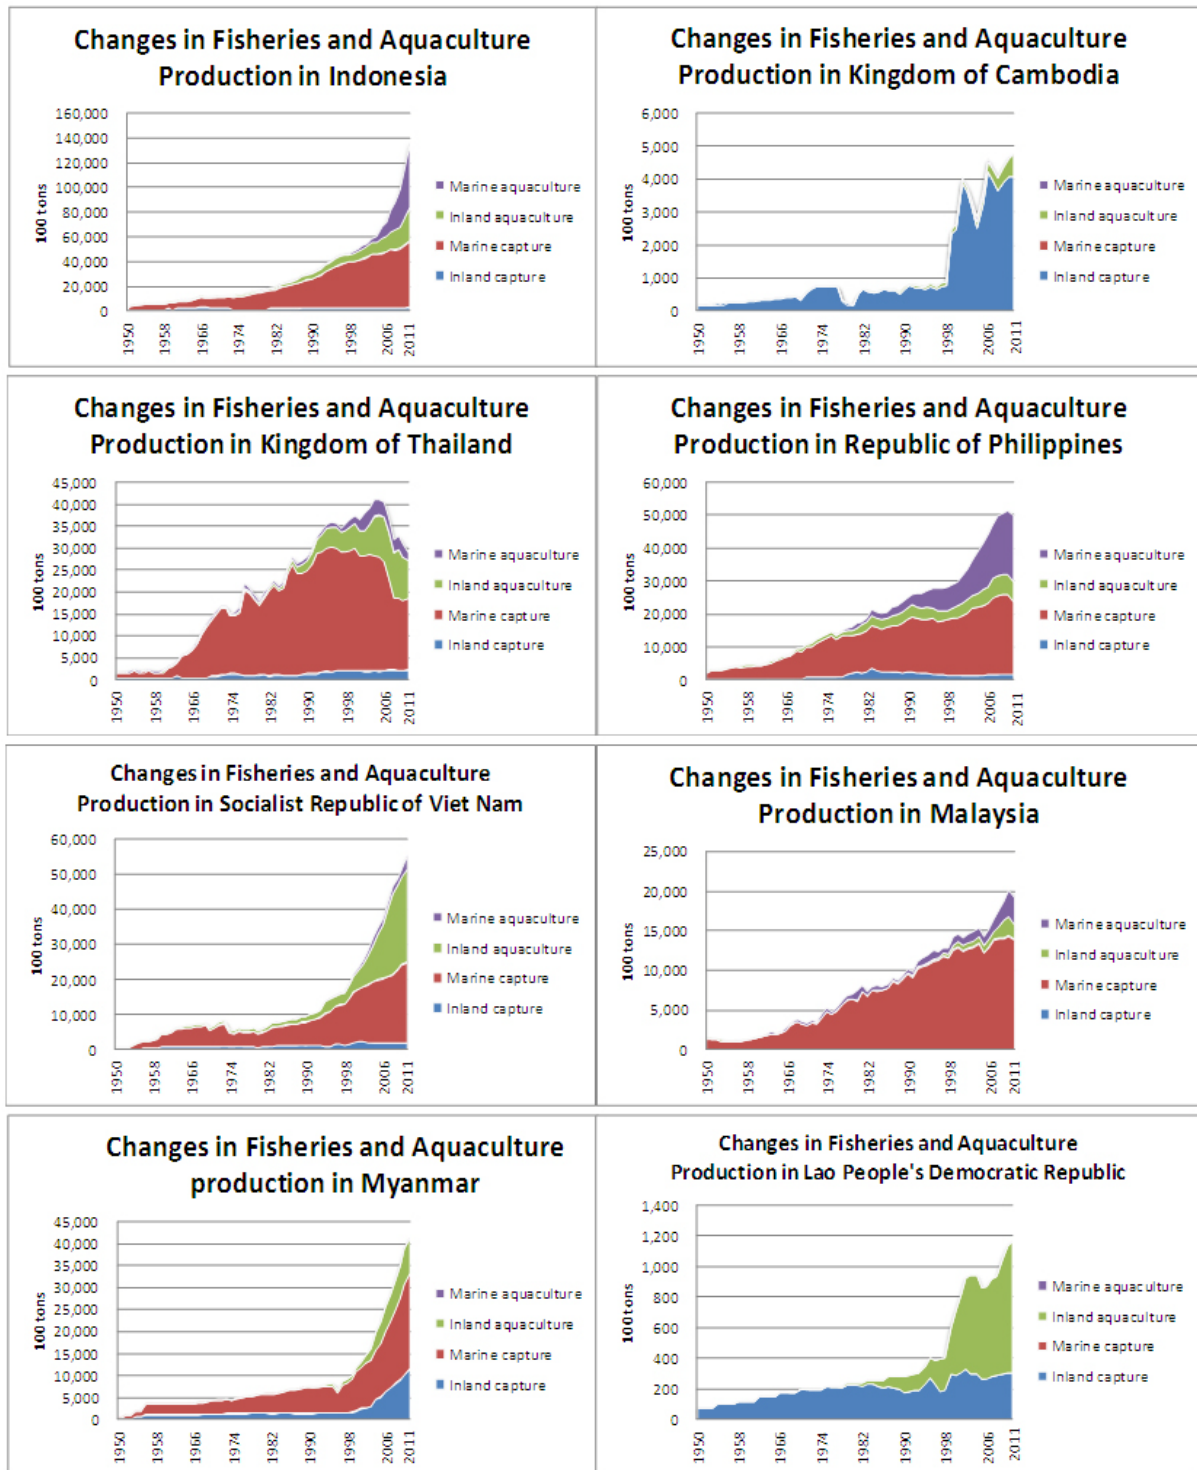 Changes in Fisheries and Aquaculture
Production in Indonesia
160,000
140,000
120,000
100,000
80,000
60,000
40,000
20,000
0
100 tons
1950
1958
1966
1974
1982
1990
1998
2006
2011
Marine aquaculture
Inland aquaculture
Marine capture
Inland capture
Changes in Fisheries and Aquaculture
Production in Kingdom of Cambodia
6,000
5,000
4,000
3,000
2,000
1,000
0
100 tons
1950
1958
1966
1974
1982
1990
1998
2006
2011
Marine aquaculture
Inland aquaculture
Marine capture
Inland capture
Changes in Fisheries and Aquaculture
Production in Kingdom of Thailand
45,000
40,000
35,000
30,000
25,000
20,000
15,000
10,000
5,000
0
100 tons
1950
1958
1966
1974
1982
1990
1998
2006
2011
Marine aquaculture
Inland aquaculture
Marine capture
Inland capture
Changes in Fisheries and Aquaculture
Production in Republic of Philippines
60,000
50,000
40,000
30,000
20,000
10,000
0
100 tons
1950
1958
1966
1974
1982
1990
1998
2006
2011
Marine aquaculture
Inland aquaculture
Marine capture
Inland capture
Changes in Fisheries and Aquaculture
Production in Socialist Republic of Viet Nam
60,000
50,000
40,000
30,000
20,000
10,000
0
100 tons
1950
1958
1966
1974
1982
1990
1998
2006
2011
Marine aquaculture
Inland aquaculture
Marine capture
Inland capture
Changes in Fisheries and Aquaculture
Production in Malaysia
25,000
20,000
15,000
10,000
5,000
0
100 tons
1950
1958
1966
1974
1982
1990
1998
2006
2011
Marine aquaculture
Inland aquaculture
Marine capture
Inland capture
Changes in Fisheries and Aquaculture
production in Myanmar
45,000
40,000
35,000
30,000
25,000
20,000
15,000
10,000
5,000
0
100 tons
1950
1958
1966
1974
1982
1990
1998
2006
2011
Marine aquaculture
Inland aquaculture
Marine capture
Inland capture
Changes in Fisheries and Aquaculture
Production in Lao People's Democratic Republic
1,400
1,200
1,000
800
600
400
200
0
100 tons
1950
1958
1966
1974
1982
1990
1998
2006
2011
Marine aquaculture
Inland aquaculture
Marine capture
Inland capture